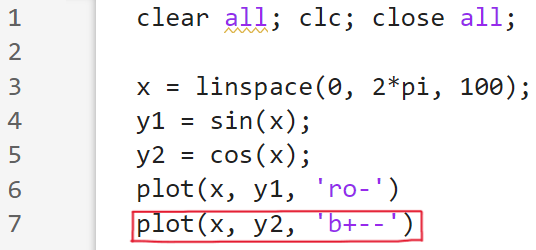 1 clear all; clc; close all;
2
3 x = linspace(0, 2*pi, 100);
4 y1 = sin(x);
5 y2 = cos(x);
6 plot(x, y1, 'ro-')
7 plot(x, y2, 'b+--')